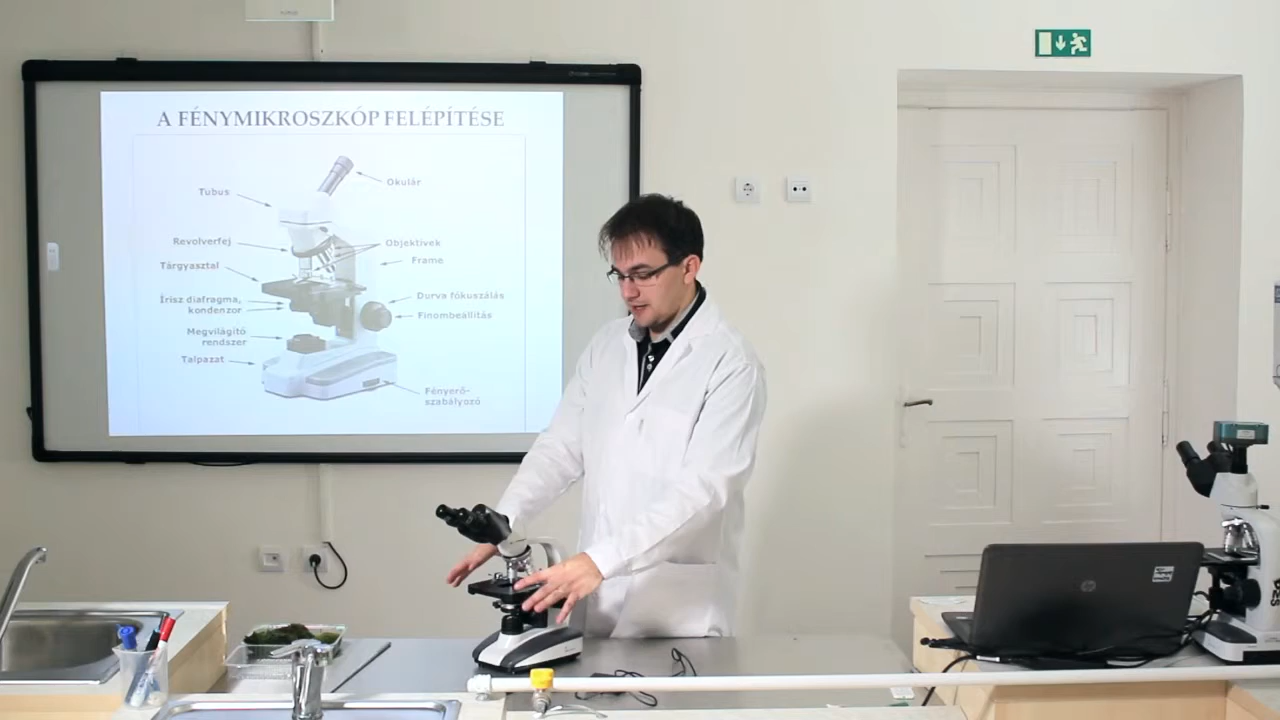 A FÉNYMIKROSZKÓP FELÉPÍTÉSE
Okulár
Tubus
Revolverfej
Objektívek
Frame
Tárgyasztal
Írisz diafragma,
kondenzor
Durva fókuszálás
Finombeállítás
Megvilágító
rendszer
Talpazat
Fényerő-
szabályozó
hp